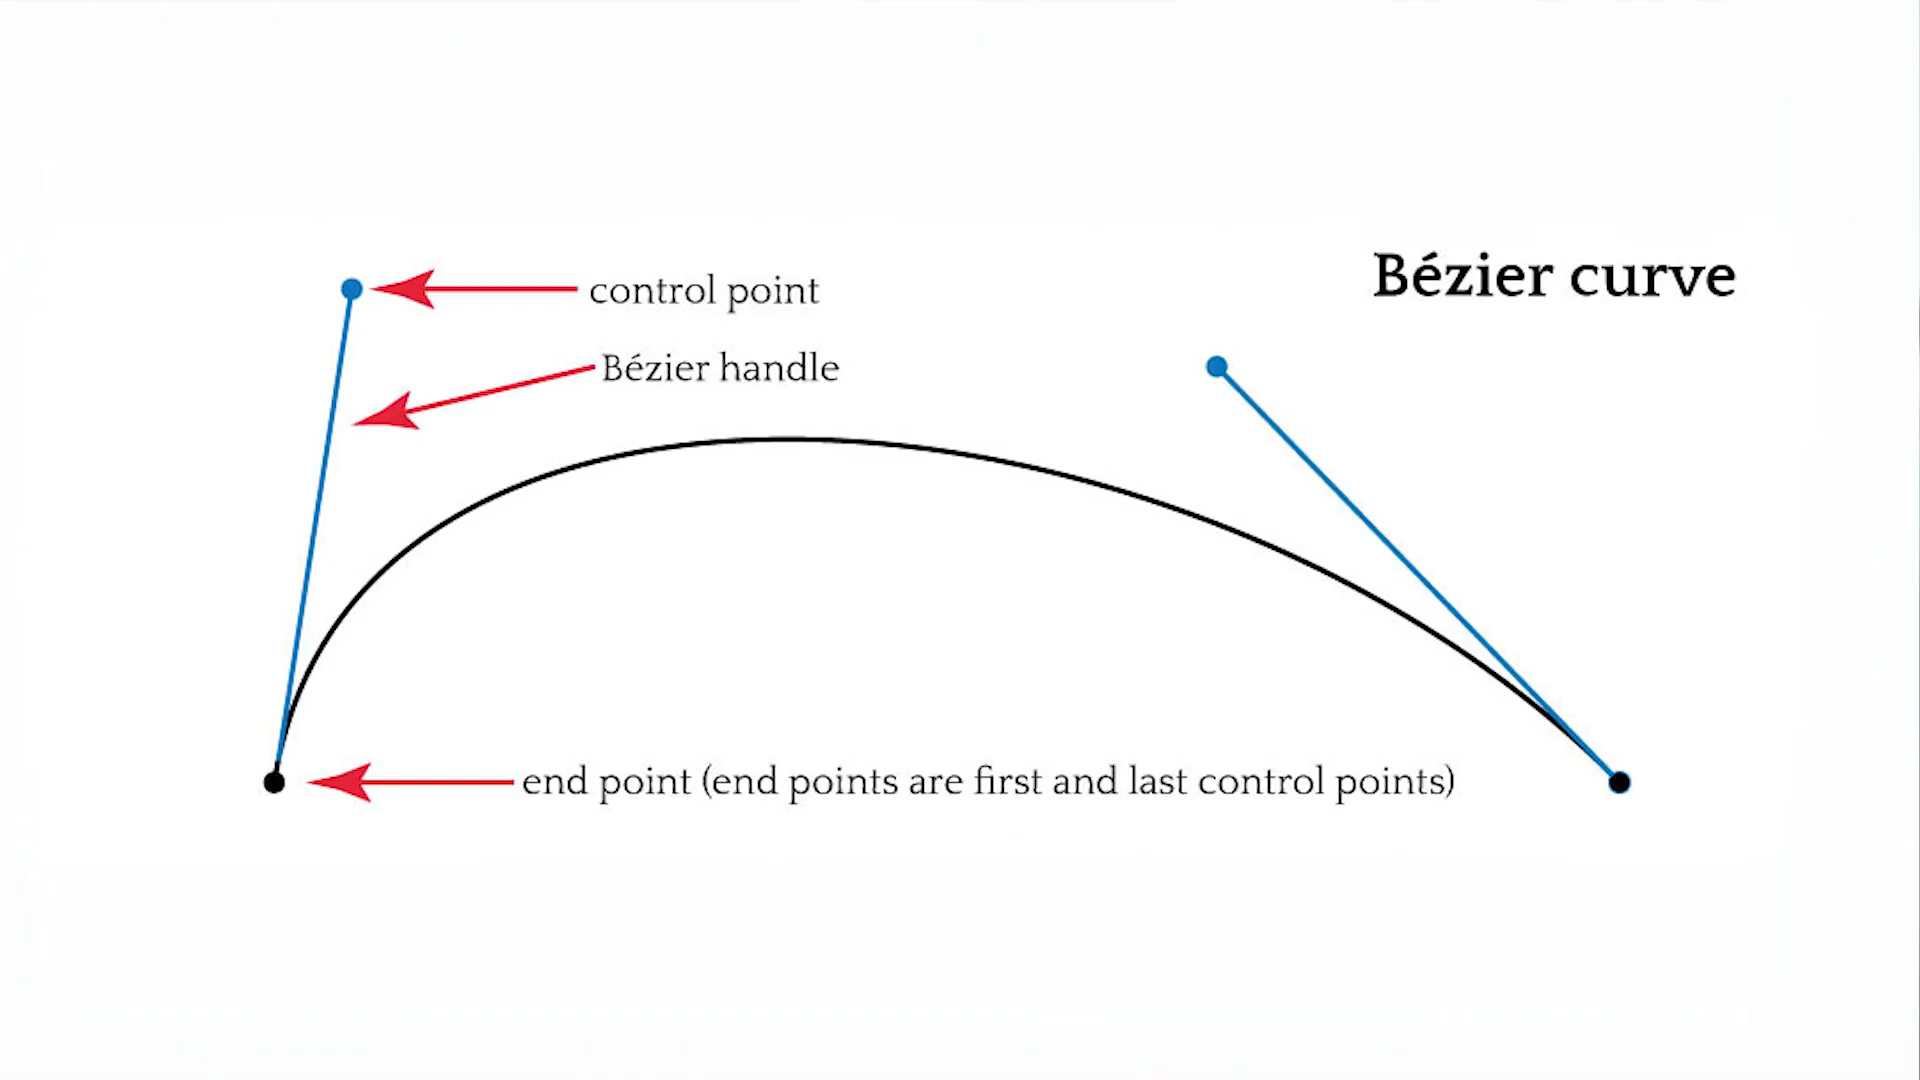 Bézier curve
control point
Bézier handle
end point (end points are first and last control points)